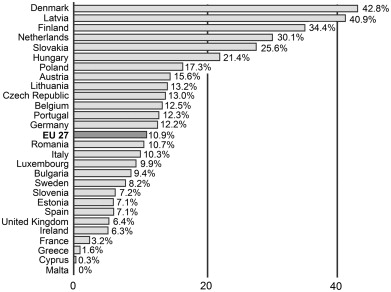 Denmark 42.8%
Latvia 40.9%
Finland 34.4%
Netherlands 30.1%
Slovakia 25.6%
Hungary 21.4%
Poland 17.3%
Austria 15.6%
Lithuania 13.2%
Czech Republic 13.0%
Belgium 12.5%
Portugal 12.3%
Germany 12.2%
EU 27 10.9%
Romania 10.7%
Italy 10.3%
Luxembourg 9.9%
Bulgaria 9.4%
Sweden 8.2%
Slovenia 7.2%
Estonia 7.1%
Spain 7.1%
United Kingdom 6.4%
Ireland 6.3%
France 3.2%
Greece 1.6%
Cyprus 0.3%
Malta 0%
0 20 40